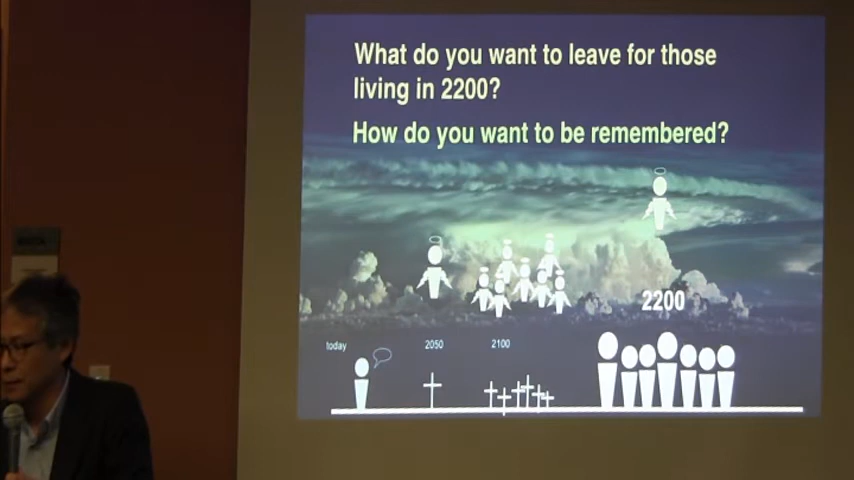 What do you want to leave for those
living in 2200?
How do you want to be remembered?
2200
today
2050
2100